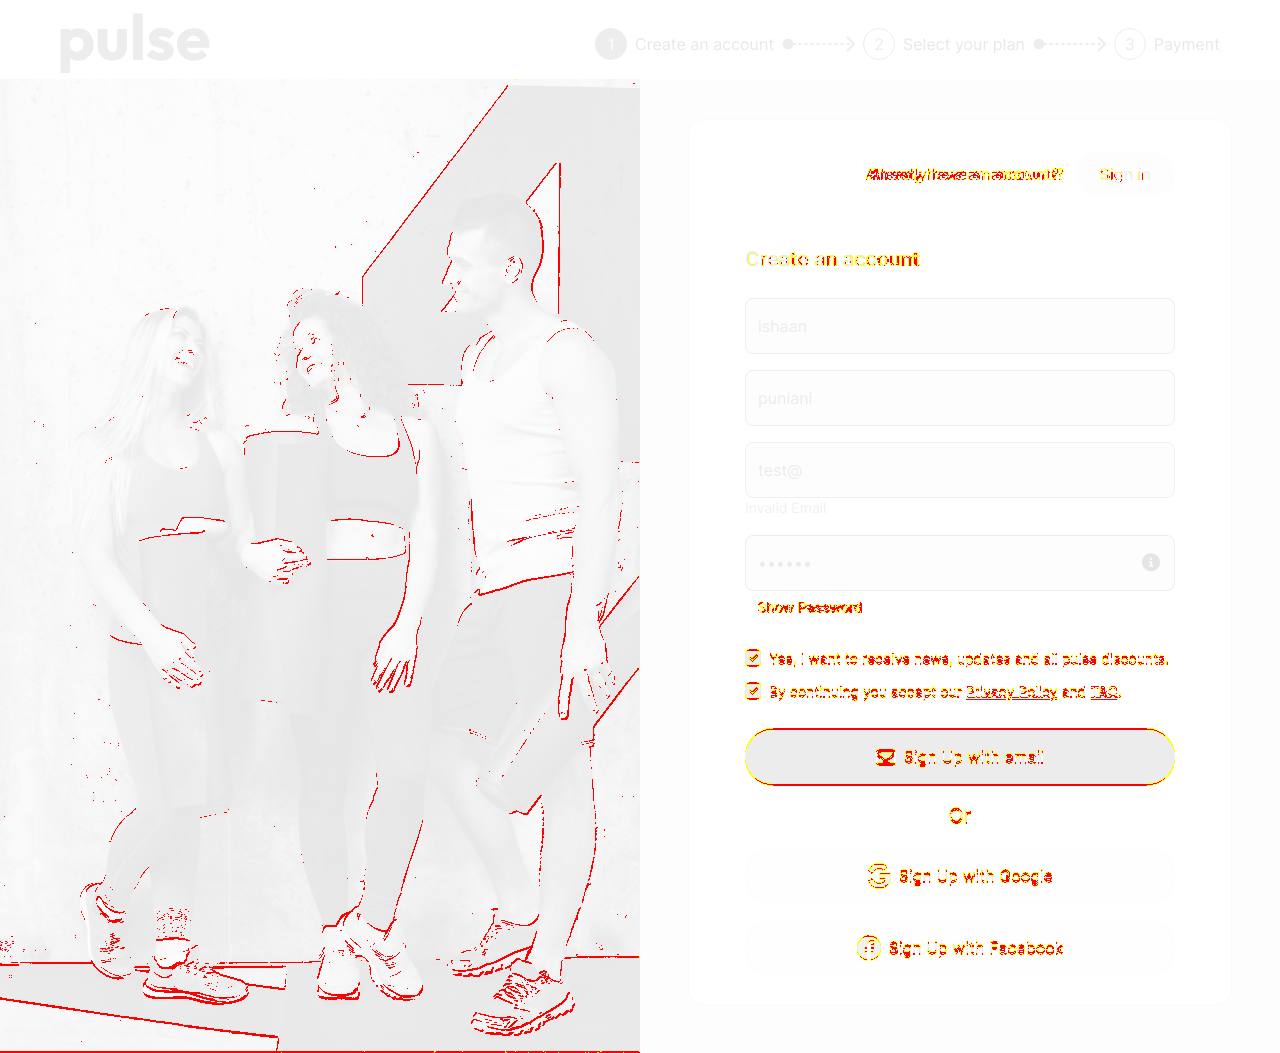 pulse
1 Create an account 2 Select your plan 3 Payment
Already have an account? Sign in
Create an account
ishaan
puniani
test@
Invalid Email
••••••
Show Password
Yes, I want to receive news, updates and all pulse discounts.
By continuing you accept our Privacy Policy and T&C.
Sign Up with email
Or
Sign Up with Google
Sign Up with Facebook